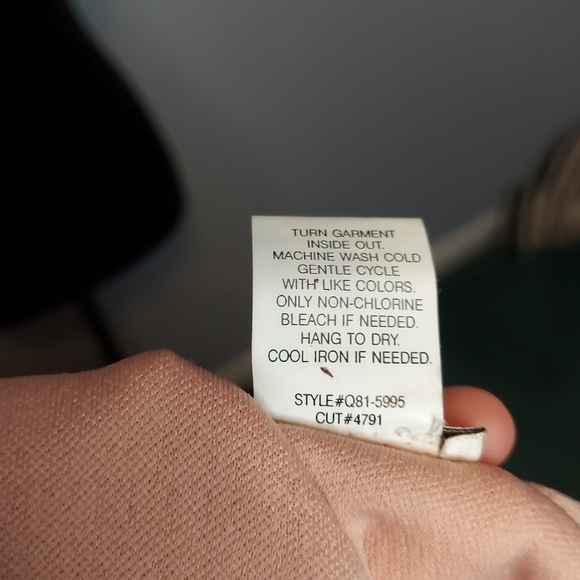 TURN GARMENT
INSIDE OUT.
MACHINE WASH COLD
GENTLE CYCLE
WITH LIKE COLORS.
ONLY NON-CHLORINE
BLEACH IF NEEDED.
HANG TO DRY.
COOL IRON IF NEEDED.
STYLE#Q81-5995
CUT#4791